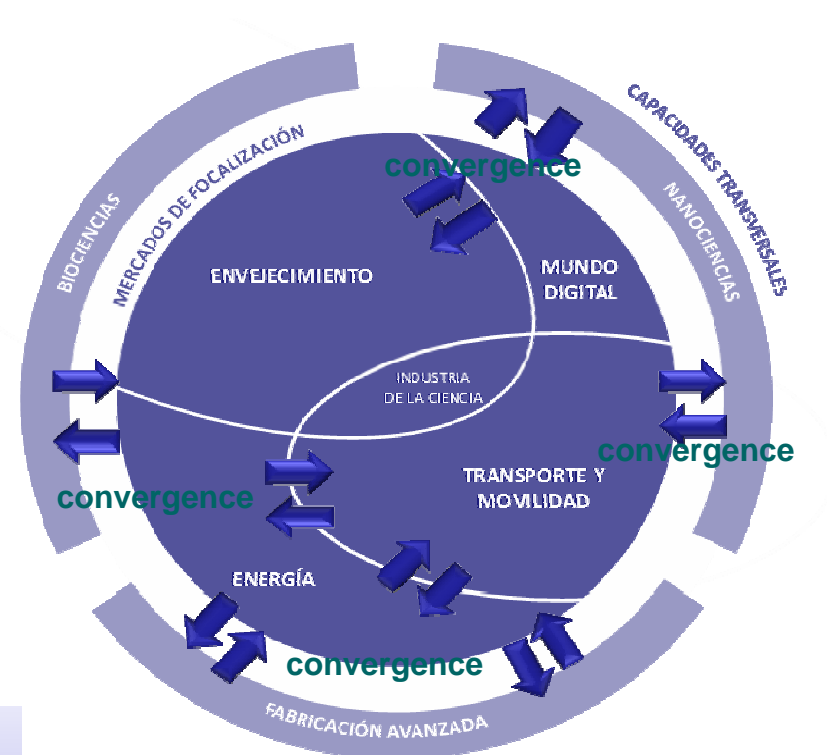 CAPACIDADES TRANSVERSALES
MERCADOS DE FOCALIZACIÓN
convergence
BIOCIENCIAS
NANOCIENCIAS
ENVEJECIMIENTO
MUNDO
DIGITAL
INDUSTRIA
DE LA CIENCIA
convergence
TRANSPORTE Y
MOVILIDAD
convergence
ENERGÍA
convergence
FABRICACIÓN AVANZADA